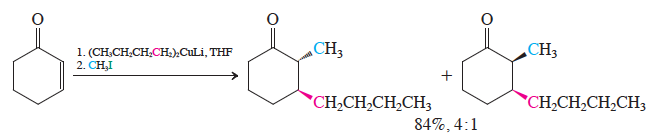 O
1. (CH₃CH₂CH₂CH₂)₂CuLi, THF
2. CH₃I
O
CH₃
CH₂CH₂CH₂CH₃
+
O
CH₃
CH₂CH₂CH₂CH₃
84%, 4:1